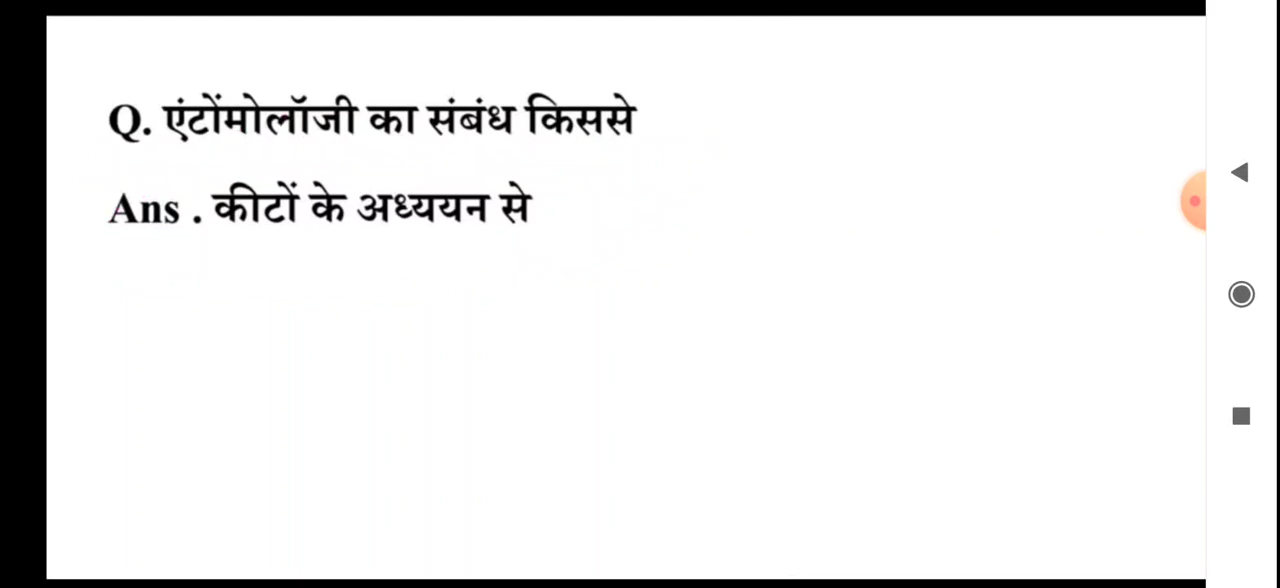 Q. एंटोंमोलॉजी का संबंध किससे
Ans . कीटों के अध्ययन से